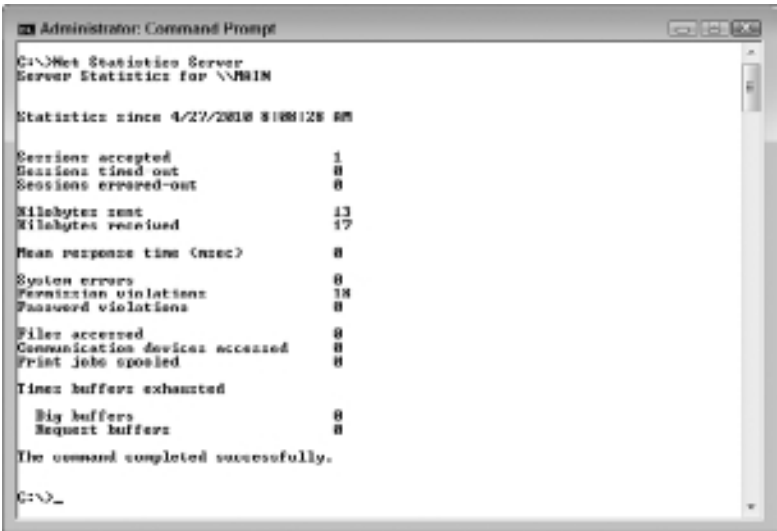 Administrator: Command Prompt
C:\>Net Statistics Server
Server Statistics for \\MAIN
Statistics since 4/27/2010 8:08:28 AM
Sessions accepted 1
Sessions timed-out 0
Sessions errored-out 0
Kilobytes sent 13
Kilobytes received 17
Mean response time (msec) 0
System errors 0
Permission violations 18
Password violations 0
Files accessed 0
Communication devices accessed 0
Print jobs spooled 0
Times buffers exhausted
Big buffers 0
Request buffers 0
The command completed successfully.
C:\>_